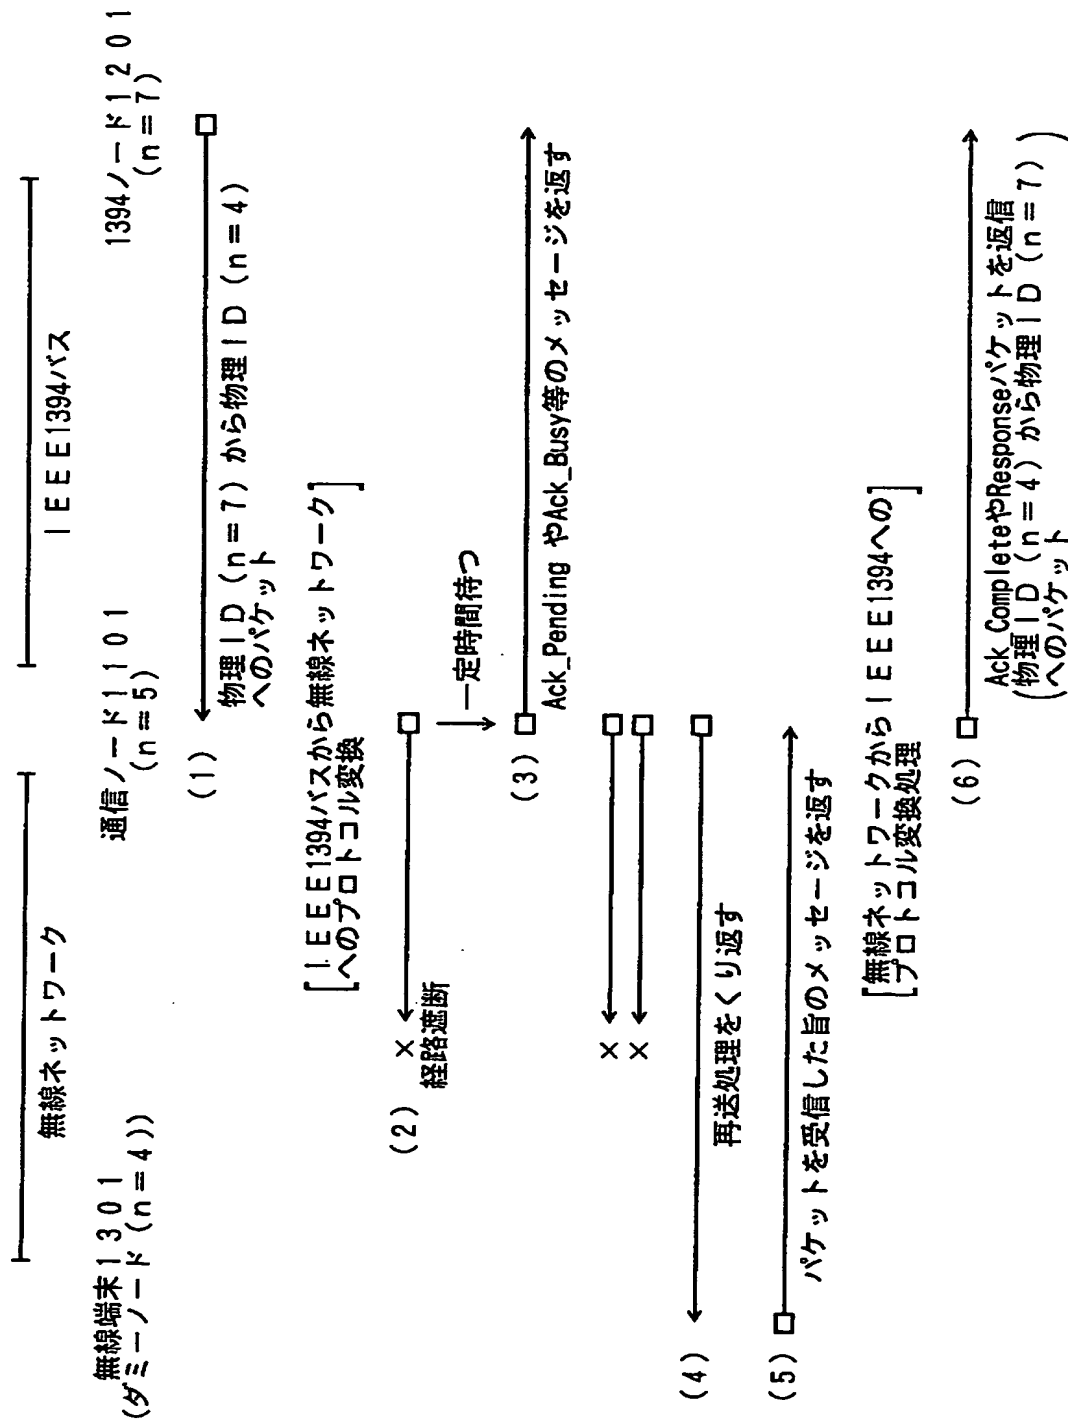 無線ネットワーク
IEEE1394バス
無線端末1301
(ダミーノード(n=4))
通信ノード1101
(n=5)
1394ノード1201
(n=7)
(1)
物理ID(n=7)から物理ID(n=4)
へのパケット
[IEEE1394バスから無線ネットワーク
へのプロトコル変換]
(2)
×
経路遮断
一定時間待つ
(3)
Ack_Pending やAck_Busy等のメッセージを返す
×
×
(4)
再送処理をくり返す
(5)
パケットを受信した旨のメッセージを返す
[無線ネットワークからIEEE1394への
プロトコル変換処理]
(6)
Ack_CompleteやResponseパケットを返信
(物理ID(n=4)から物理ID(n=7)
へのパケット)